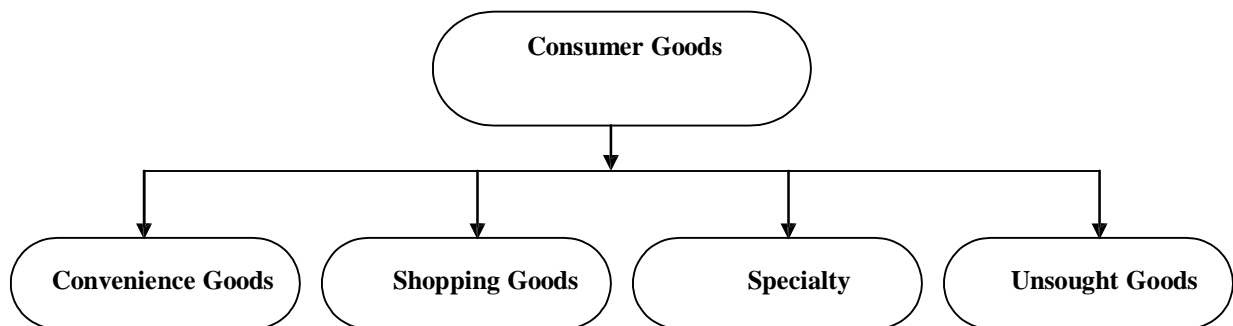 Consumer Goods
Convenience Goods
Shopping Goods
Specialty
Unsought Goods